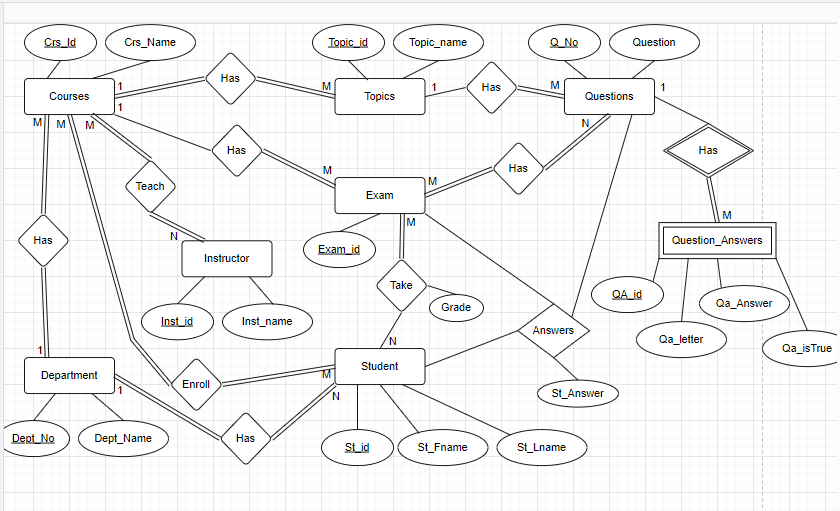 Crs_Id
Crs_Name
Topic_id
Topic_name
Q_No
Question
Has
Courses
1
M
Topics
1
Has
M
Questions
1
1
M
M
M
N
Has
Has
M
M
Has
Teach
Exam
N
M
M
Has
Instructor
Exam_id
Question_Answers
Take
Grade
QA_id
Qa_Answer
Inst_id
Inst_name
Answers
Qa_letter
Qa_isTrue
N
1
Department
1
Enroll
M
Student
N
St_Answer
Dept_No
Dept_Name
Has
St_id
St_Fname
St_Lname